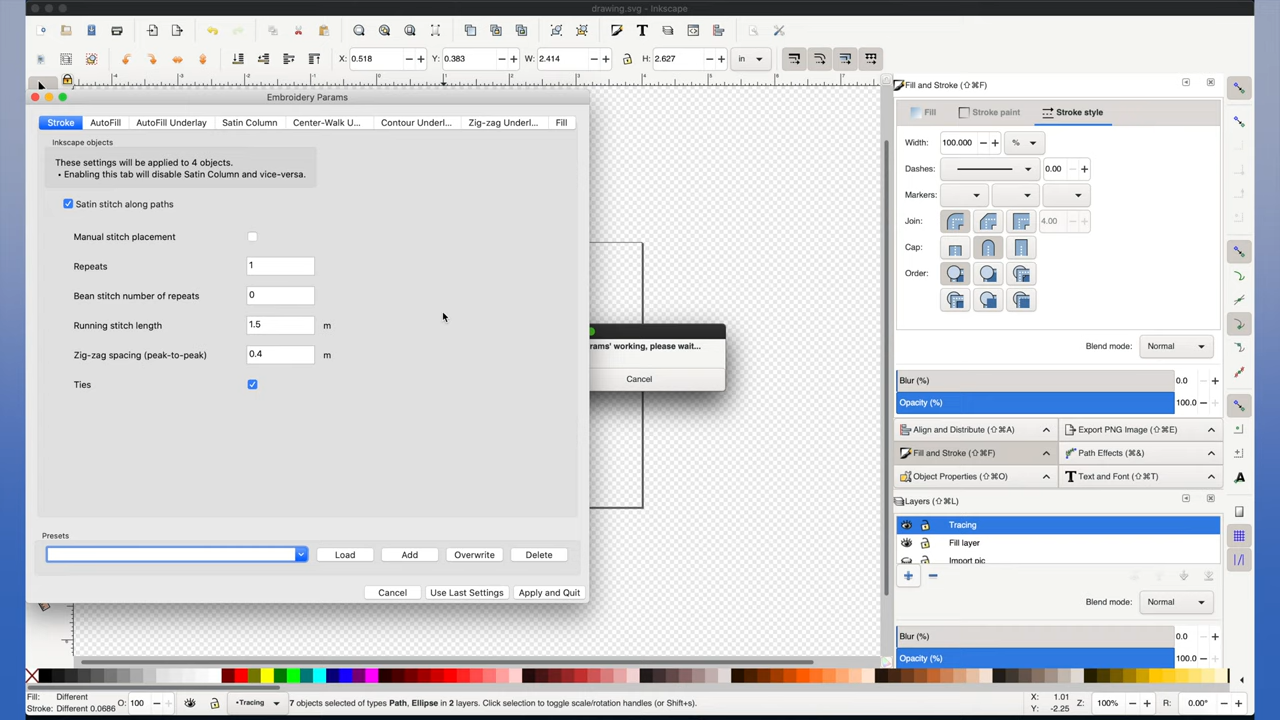 drawing.svg - Inkscape
X: 0.518 Y: 0.383 W: 2.414 H: 2.627 in
Embroidery Params
Stroke AutoFill AutoFill Underlay Satin Column Center-Walk U... Contour Underl... Zig-zag Underl... Fill
Inkscape objects
These settings will be applied to 4 objects.
• Enabling this tab will disable Satin Column and vice-versa.
Satin stitch along paths
Manual stitch placement
Repeats 1
Bean stitch number of repeats 0
Running stitch length 1.5 m
Zig-zag spacing (peak-to-peak) 0.4 m
Ties
Presets
Load Add Overwrite Delete
Cancel Use Last Settings Apply and Quit
rams' working, please wait...
Cancel
Fill and Stroke (⇧⌘F)
Fill Stroke paint Stroke style
Width: 100.000 %
Dashes: 0.00
Markers:
Join: 4.00
Cap:
Order:
Blend mode: Normal
Blur (%) 0.0
Opacity (%) 100.0
Align and Distribute (⇧⌘A) Export PNG Image (⇧⌘E)
Fill and Stroke (⇧⌘F) Path Effects (⌘&)
Object Properties (⇧⌘O) Text and Font (⇧⌘T)
Layers (⇧⌘L)
Tracing
Fill layer
Import pic
Blend mode: Normal
Blur (%) 0.0
Opacity (%) 100.0
Fill: Different
Stroke: Different 0.0686
O: 100
•Tracing
7 objects selected of types Path, Ellipse in 2 layers. Click selection to toggle scale/rotation handles (or Shift+s).
X: 1.01
Y: -2.25
Z: 100%
R: 0.00°